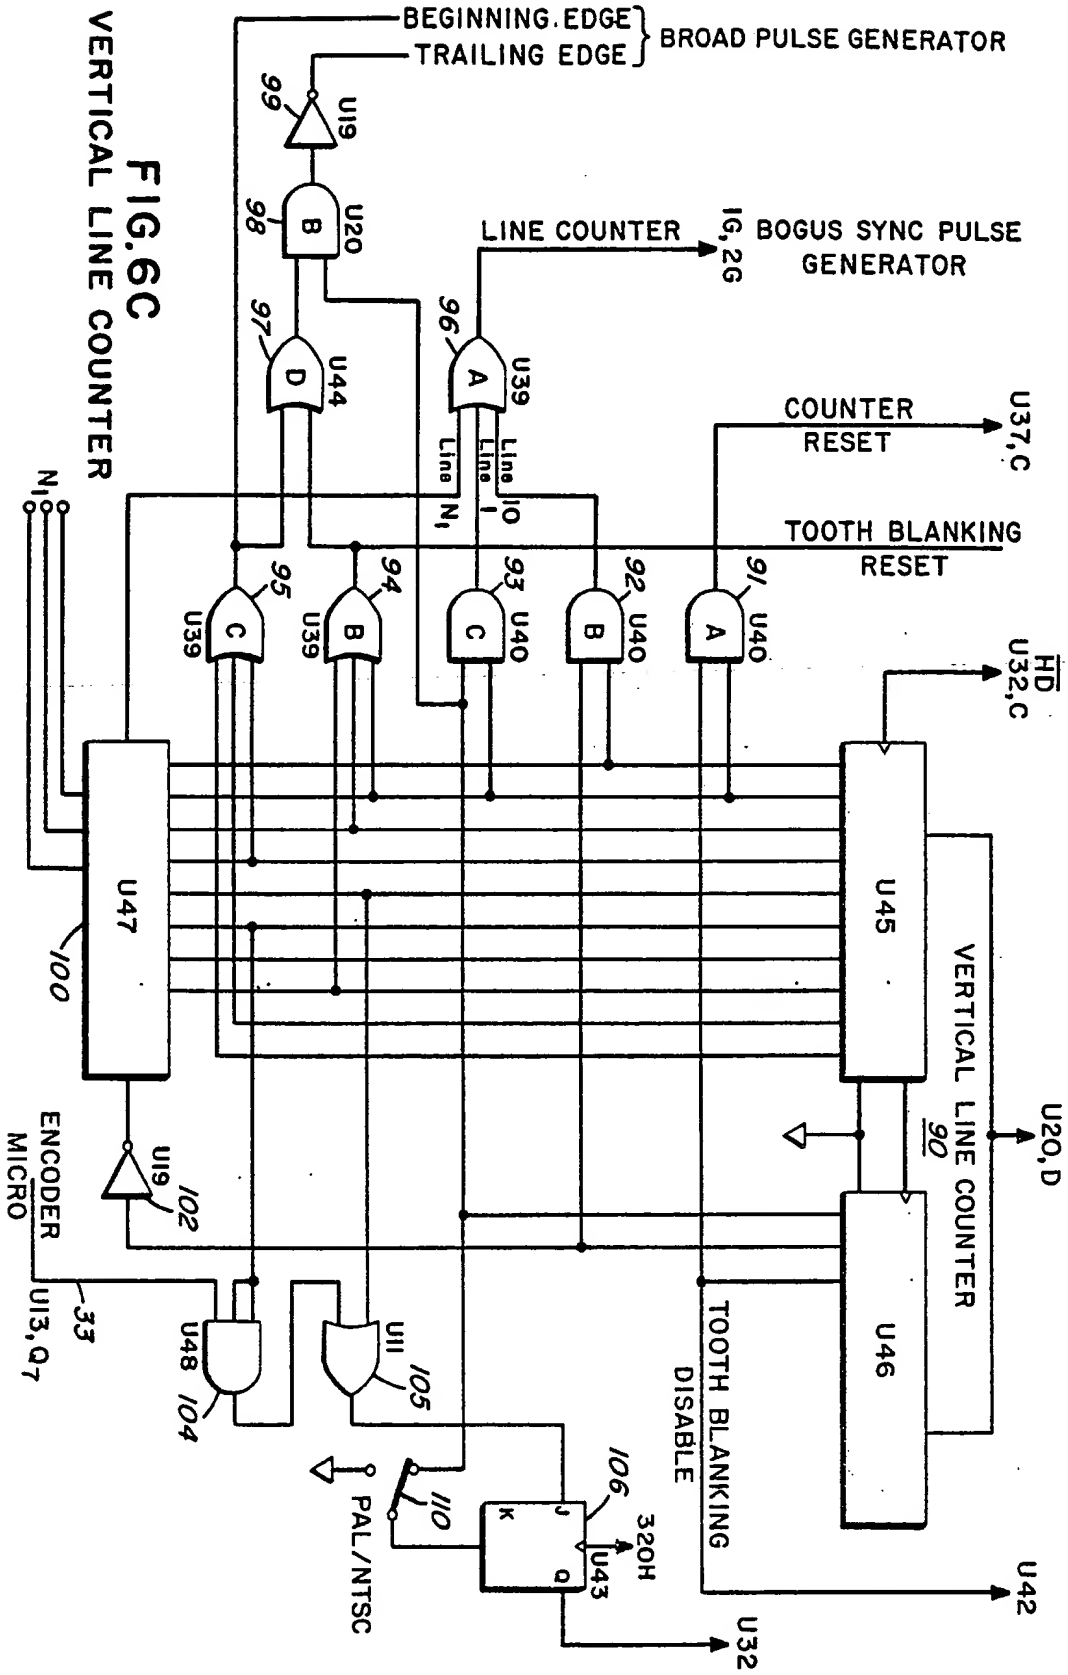 BEGINNING EDGE
TRAILING EDGE
BROAD PULSE GENERATOR
99
U19
98
B
U20
LINE COUNTER
1G, 2G
BOGUS SYNC PULSE
GENERATOR
FIG. 6C
VERTICAL LINE COUNTER
97
D
U44
96
A
U39
Line N1
Line 1
Line 10
COUNTER
RESET
U37, C
TOOTH BLANKING
RESET
N1
95
C
U39
94
B
U39
93
C
U40
92
B
U40
91
A
U40
HD
U32, C
U47
100
U45
VERTICAL LINE COUNTER
90
U20, D
U19
102
ENCODER
MICRO
33
U13, Q7
U48
104
U11
105
U46
TOOTH BLANKING
DISABLE
110
PAL/NTSC
106
J
K
Q
U43
320H
U42
U32